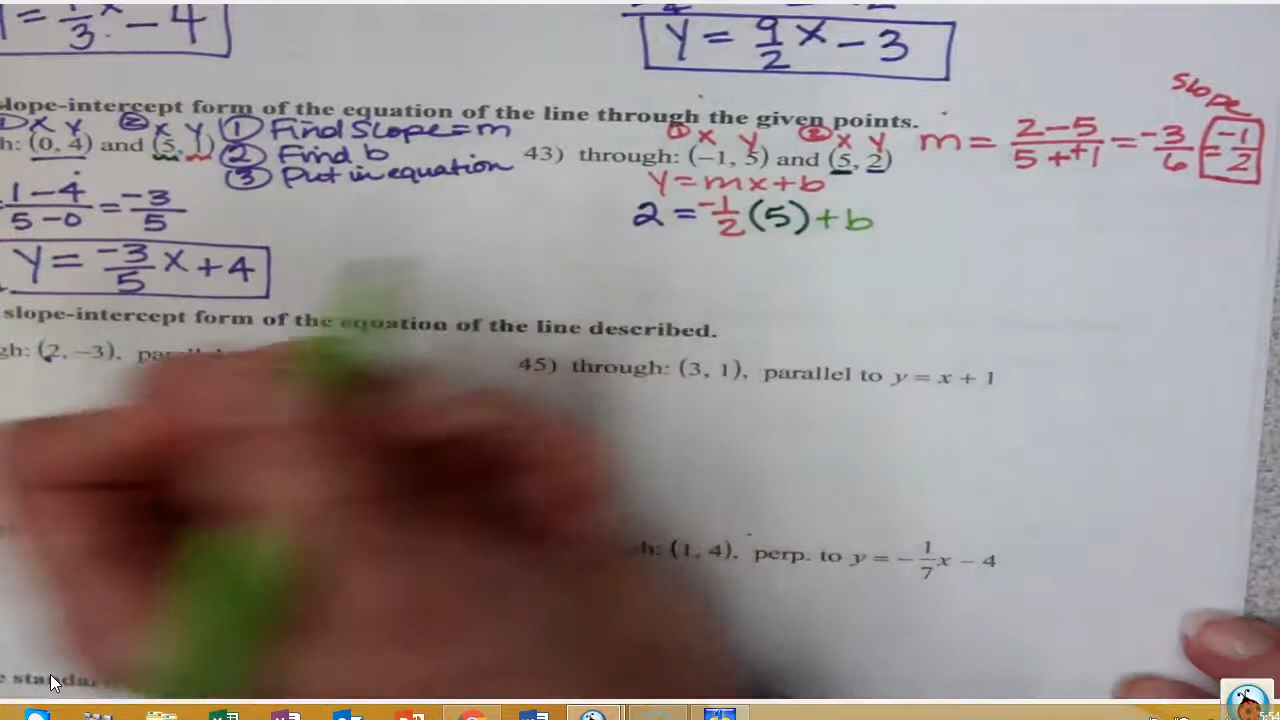 = 1/3 x - 4
y = 9/2 x - 3
slope-intercept form of the equation of the line through the given points.
x y ② x y
h: (0, 4) and (5, 1)
① Find slope = m
② Find b
③ Put in equation
1-4/5-0 = -3/5
y = -3/5 x + 4
① x y ② x y
43) through: (−1, 5) and (5, 2)
slope
m = 2-5/5++1 = -3/6 = -1/2
y = mx + b
2 = -1/2 (5) + b
slope-intercept form of the equation of the line described.
gh: (2, −3),
45) through: (3, 1), parallel to y = x + 1
h: (1, 4), perp. to y = −1/7 x − 4